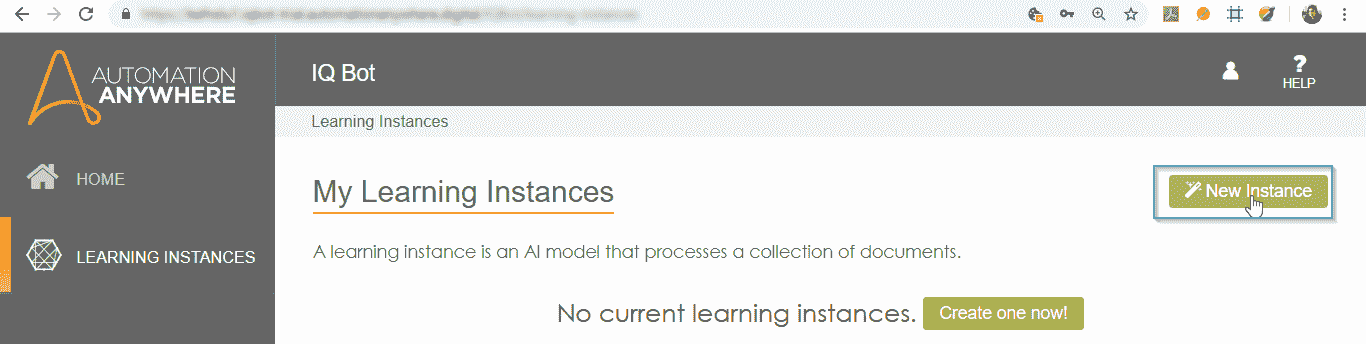 AUTOMATION
ANYWHERE
IQ Bot
?
HELP
Learning Instances
HOME
My Learning Instances
New Instance
LEARNING INSTANCES
A learning instance is an AI model that processes a collection of documents.
No current learning instances. Create one now!